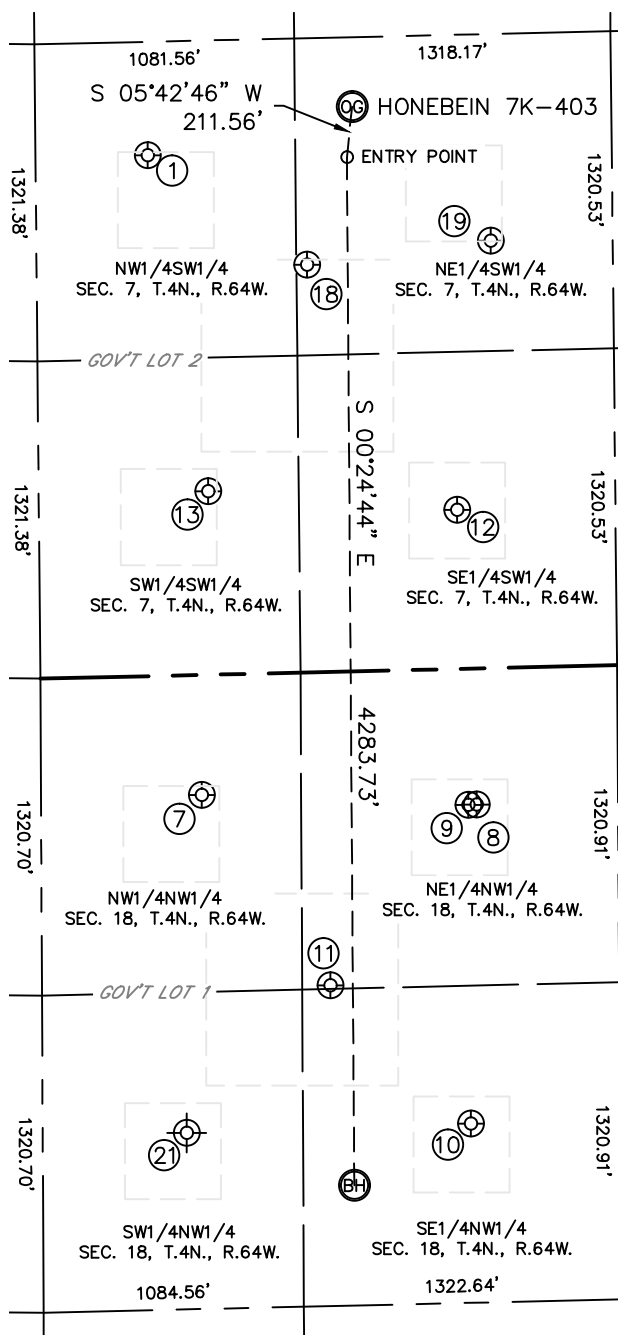 1081.56’
1318.17’
S 05°42’46” W
211.56’
OG HONEBEIN 7K–403
ENTRY POINT
1321.38’
1
19
1320.53’
NW1/4SW1/4
SEC. 7, T.4N., R.64W.
NE1/4SW1/4
SEC. 7, T.4N., R.64W.
18
GOV'T LOT 2
S 00°24’44” E
1321.38’
13
12
1320.53’
SW1/4SW1/4
SEC. 7, T.4N., R.64W.
SE1/4SW1/4
SEC. 7, T.4N., R.64W.
4283.73’
1320.70’
7
9
8
1320.91’
NW1/4NW1/4
SEC. 18, T.4N., R.64W.
NE1/4NW1/4
SEC. 18, T.4N., R.64W.
11
GOV'T LOT 1
1320.70’
21
10
1320.91’
BH
SW1/4NW1/4
SEC. 18, T.4N., R.64W.
SE1/4NW1/4
SEC. 18, T.4N., R.64W.
1084.56’
1322.64’